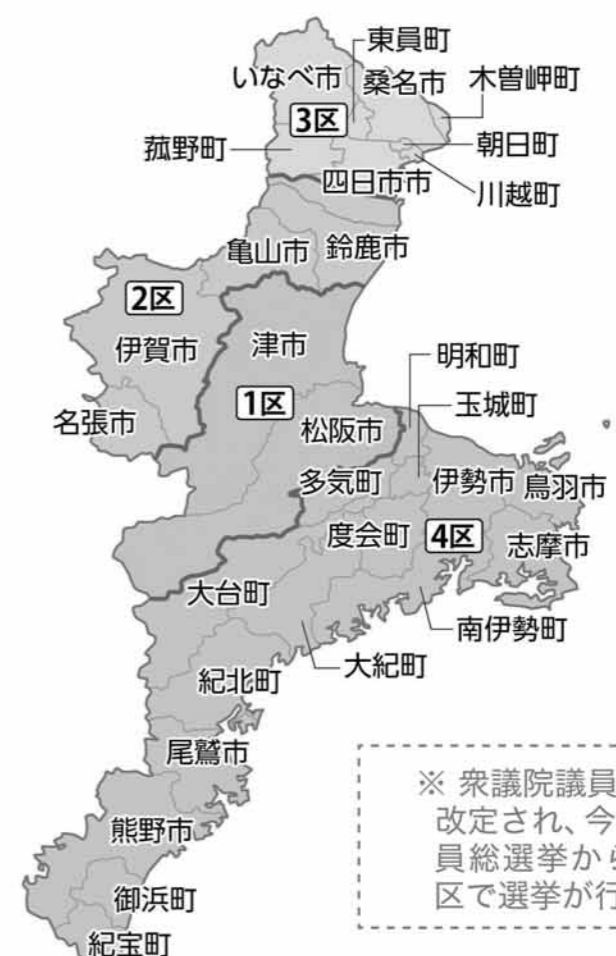 東員町
いなべ市
桑名市
木曽岬町
3区
菰野町
朝日町
四日市市
川越町
亀山市
鈴鹿市
2区
伊賀市
津市
明和町
1区
玉城町
名張市
松阪市
多気町
伊勢市
鳥羽市
度会町
4区
志摩市
大台町
南伊勢町
大紀町
紀北町
尾鷲市
※ 衆議院議員
改定され、今
員総選挙から
区で選挙が行
熊野市
御浜町
紀宝町